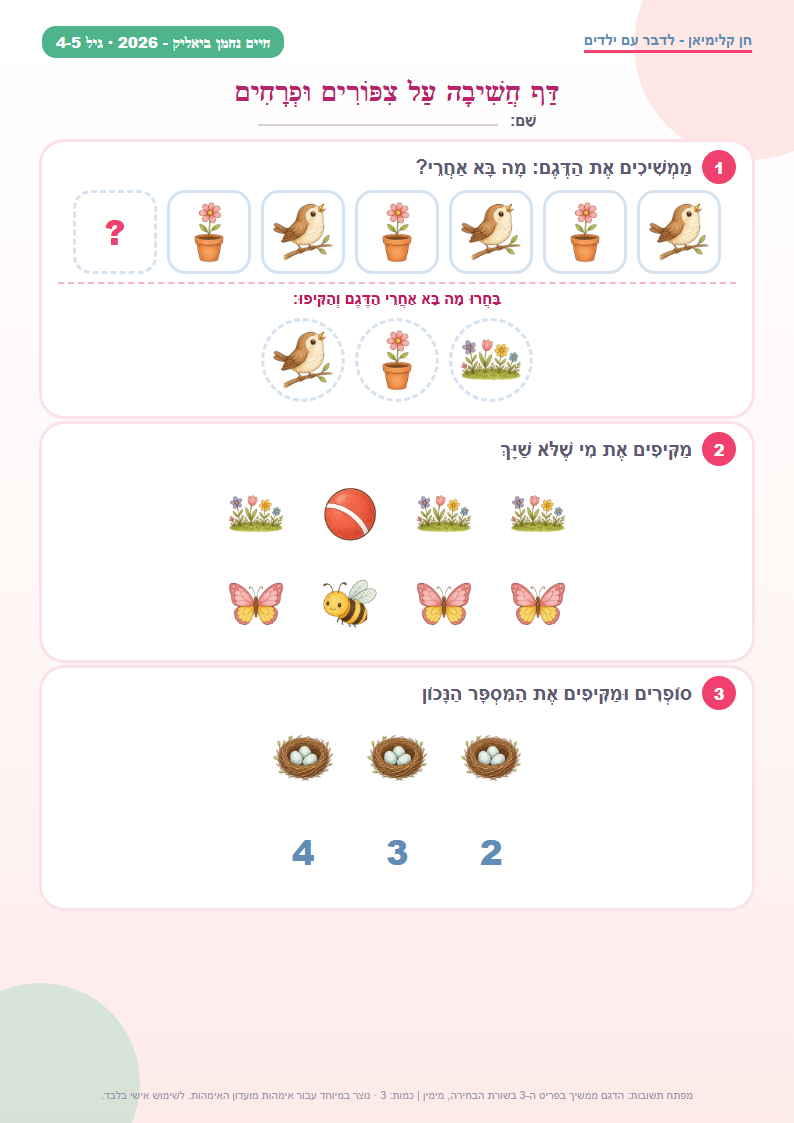 חן קלימיאן - לדבר עם ילדים
חיים נחמן ביאליק - 2026 · גיל 4-5
דַּף חֲשִׁיבָה עַל צִפּוֹרִים וּפְרָחִים
שֵׁם:
1 מַמְשִׁיכִים אֶת הַדֶּגֶם: מָה בָּא אַחֲרֵי?
?
בַּחֲרוּ מָה בָּא אַחֲרֵי הַדֶּגֶם וְהַקִּיפוּ:
2 מַקִּיפִים אֶת מִי שֶׁלֹּא שַׁיָּךְ
3 סוֹפְרִים וּמַקִּיפִים אֶת הַמִּסְפָּר הַנָּכוֹן
2 3 4
מפתח תשובות: הדגם ממשיך בפריט ה-3 בשורת הבחירה, מימין | כמות: 3 · נוצר במיוחד עבור אימהות מועדון האימהות. לשימוש אישי בלבד.